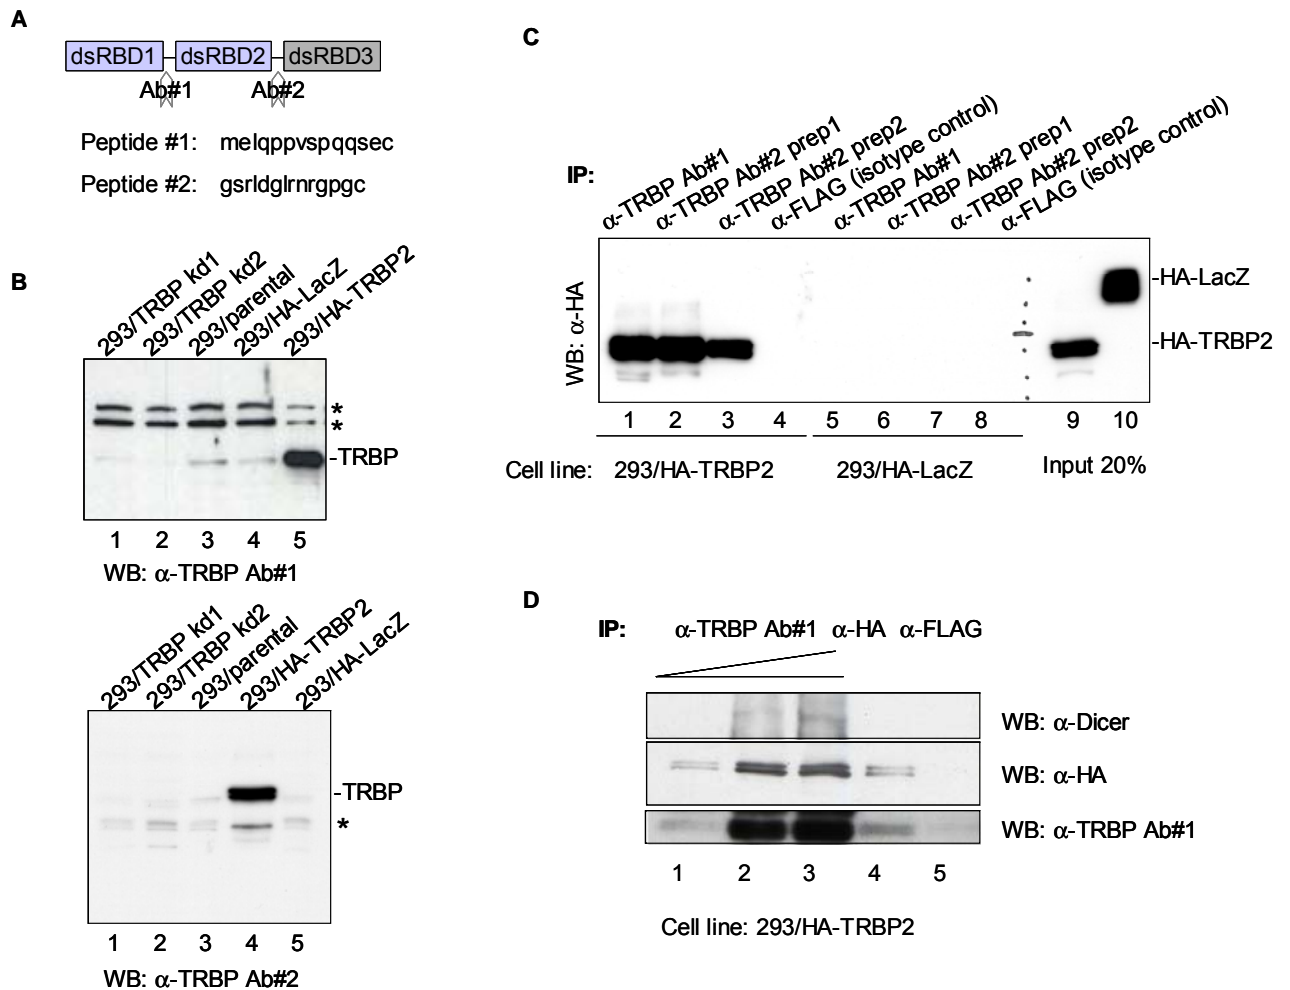 A
dsRBD1 dsRBD2 dsRBD3
Ab#1 Ab#2
Peptide #1: melqppvspqqsec
Peptide #2: gsrldglrnrgpgc
B
293/TRBP kd1
293/TRBP kd2
293/parental
293/HA-LacZ
293/HA-TRBP2
*
*
-TRBP
1 2 3 4 5
WB: α-TRBP Ab#1
293/TRBP kd1
293/TRBP kd2
293/parental
293/HA-TRBP2
293/HA-LacZ
-TRBP
*
1 2 3 4 5
WB: α-TRBP Ab#2
C
IP:
α-TRBP Ab#1
α-TRBP Ab#2 prep1
α-TRBP Ab#2 prep2
α-FLAG (isotype control)
α-TRBP Ab#1
α-TRBP Ab#2 prep1
α-TRBP Ab#2 prep2
α-FLAG (isotype control)
WB: α-HA
-HA-LacZ
-HA-TRBP2
1 2 3 4 5 6 7 8 9 10
Cell line: 293/HA-TRBP2 293/HA-LacZ Input 20%
D
IP: α-TRBP Ab#1 α-HA α-FLAG
WB: α-Dicer
WB: α-HA
WB: α-TRBP Ab#1
1 2 3 4 5
Cell line: 293/HA-TRBP2